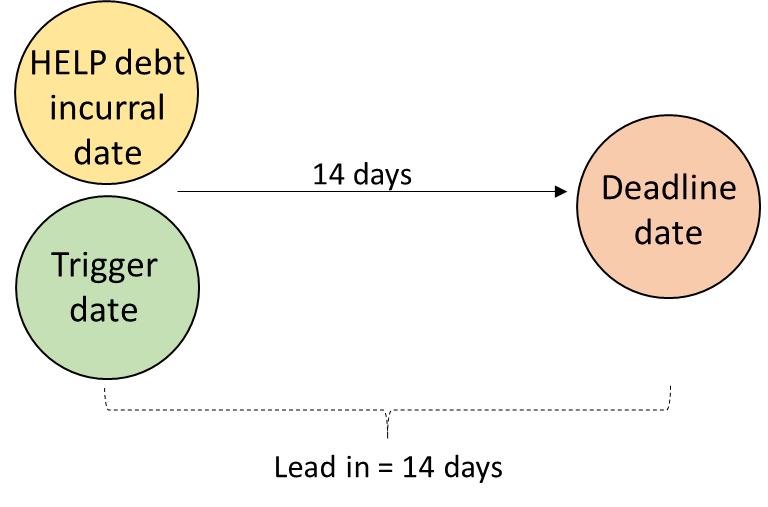 HELP debt
incurral
date
14 days
Deadline
date
Trigger
date
Lead in = 14 days